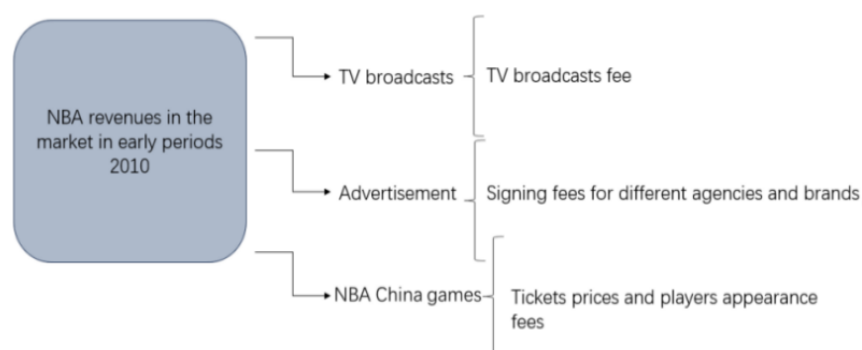 NBA revenues in the
market in early periods
2010
TV broadcasts
TV broadcasts fee
Advertisement
Signing fees for different agencies and brands
NBA China games
Tickets prices and players appearance
fees